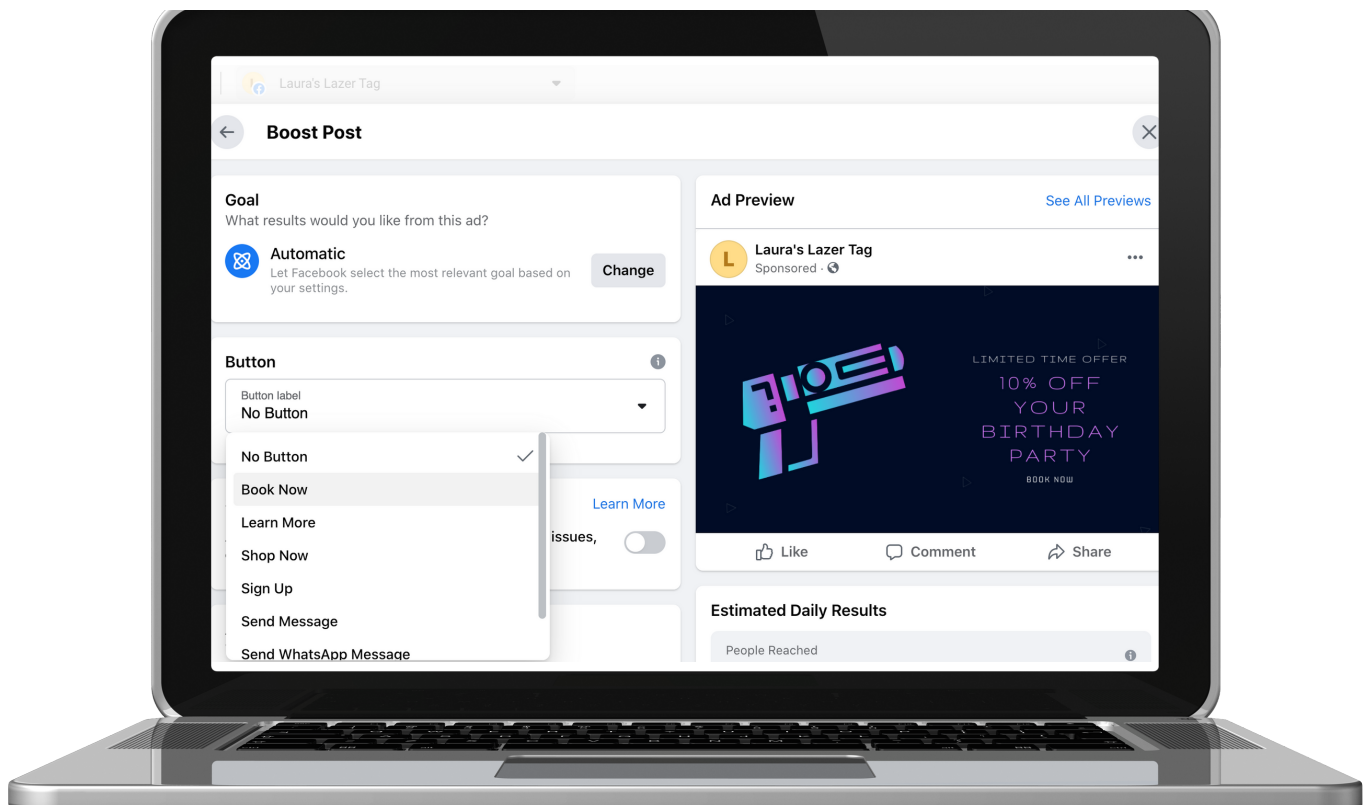 Laura's Lazer Tag
Boost Post
Goal
What results would you like from this ad?
Automatic
Let Facebook select the most relevant goal based on
your settings.
Change
Button
Button label
No Button
No Button
Book Now
Learn More
Shop Now
Sign Up
Send Message
Send WhatsApp Message
Learn More
issues,
Ad Preview
See All Previews
L
Laura's Lazer Tag
Sponsored ·
LIMITED TIME OFFER
10% OFF
YOUR
BIRTHDAY
PARTY
BOOK NOW
Like
Comment
Share
Estimated Daily Results
People Reached